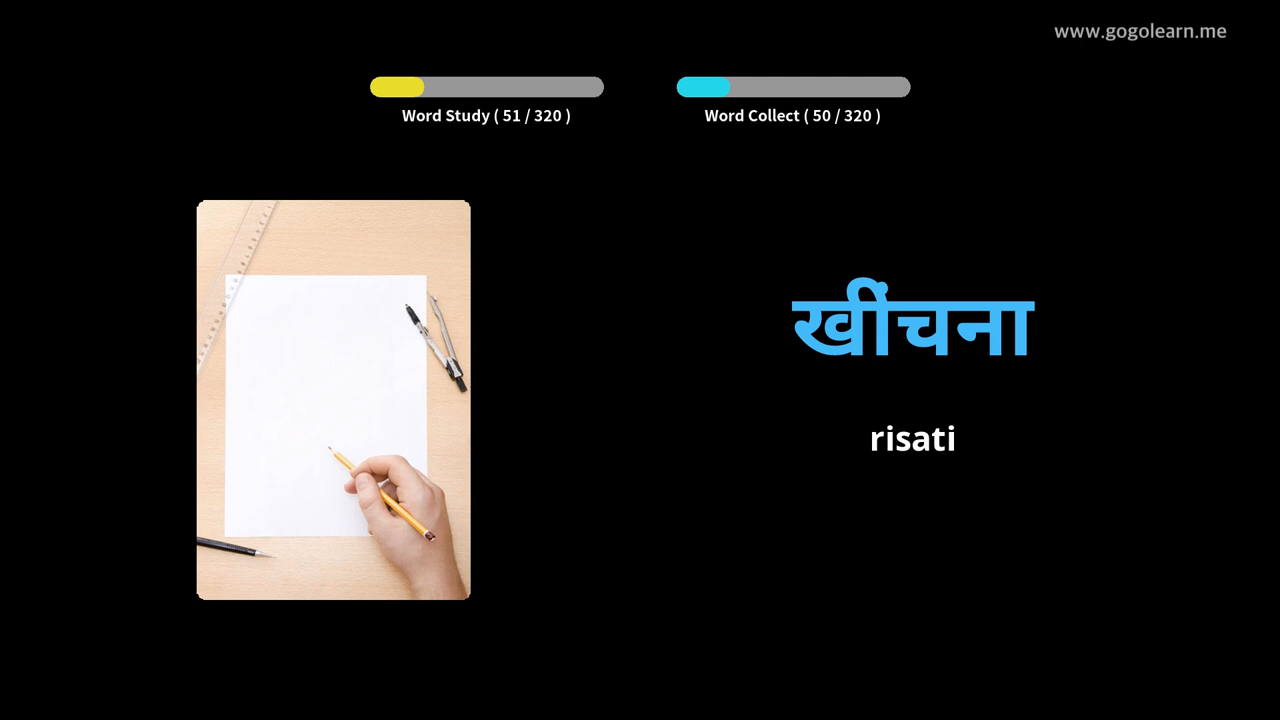 www.gogolearn.me
Word Study ( 51 / 320 )
Word Collect ( 50 / 320 )
खींचना
risati